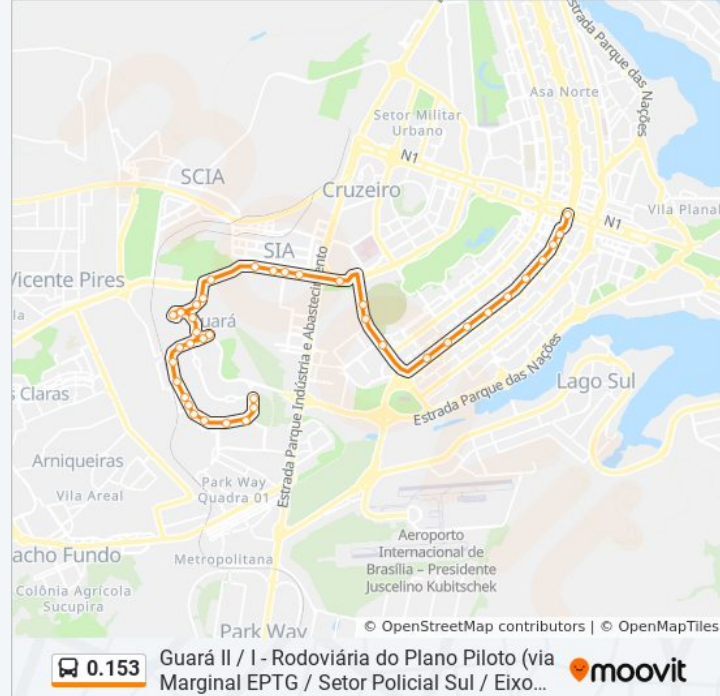 Estrada Parque das Nações
Asa Norte
Setor Militar
Urbano
N1
SCIA
Cruzeiro
N1
Vila Planal
SIA
Vicente Pires
Guará
Estrada Parque Indústria e Abastecimento
Estrada Parque das Nações
Lago Sul
Claras
Arniqueiras
Vila Areal
Park Way
Quadra 01
Metropolitana
Aeroporto
Internacional de
Brasília – Presidente
Juscelino Kubitschek
acho Fundo
Colônia Agrícola
Sucupira
Park Way
© OpenStreetMap contributors | © OpenMapTiles
0.153
Guará II / I - Rodoviária do Plano Piloto (via
Marginal EPTG / Setor Policial Sul / Eixo...
moovit